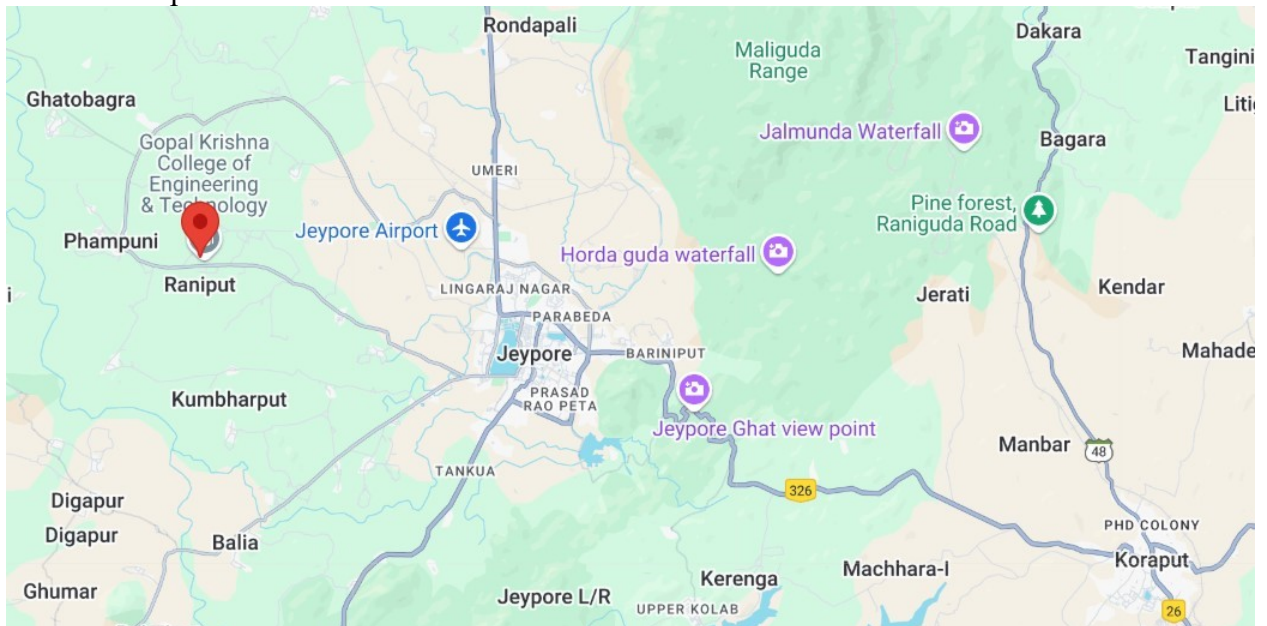 Rondapali
Dakara
Maliguda
Range
Tangini
Ghatobagra
Jalmunda Waterfall
Bagara
Gopal Krishna
College of
Engineering
& Technology
UMERI
Pine forest,
Raniguda Road
Phampuni
Jeypore Airport
Horda guda waterfall
Raniput
LINGARAJ NAGAR
Jerati
Kendar
PARABEDA
Jeypore
BARINIPUT
Mahade
Kumbharput
PRASAD
RAO PETA
Jeypore Ghat view point
Manbar
48
TANKUA
326
Digapur
PHD COLONY
Digapur
Balia
Koraput
Ghumar
Jeypore L/R
Kerenga
Machhara-I
UPPER KOLAB
26